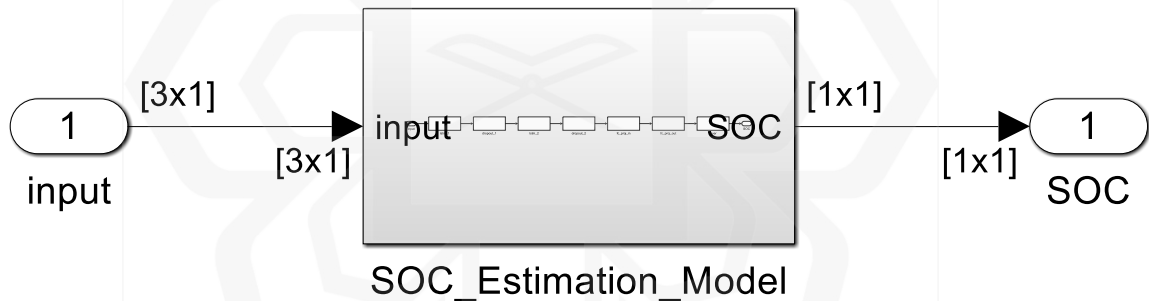 [3x1]
[1x1]
1
input
SOC
1
[3x1]
[1x1]
input
SOC
SOC_Estimation_Model